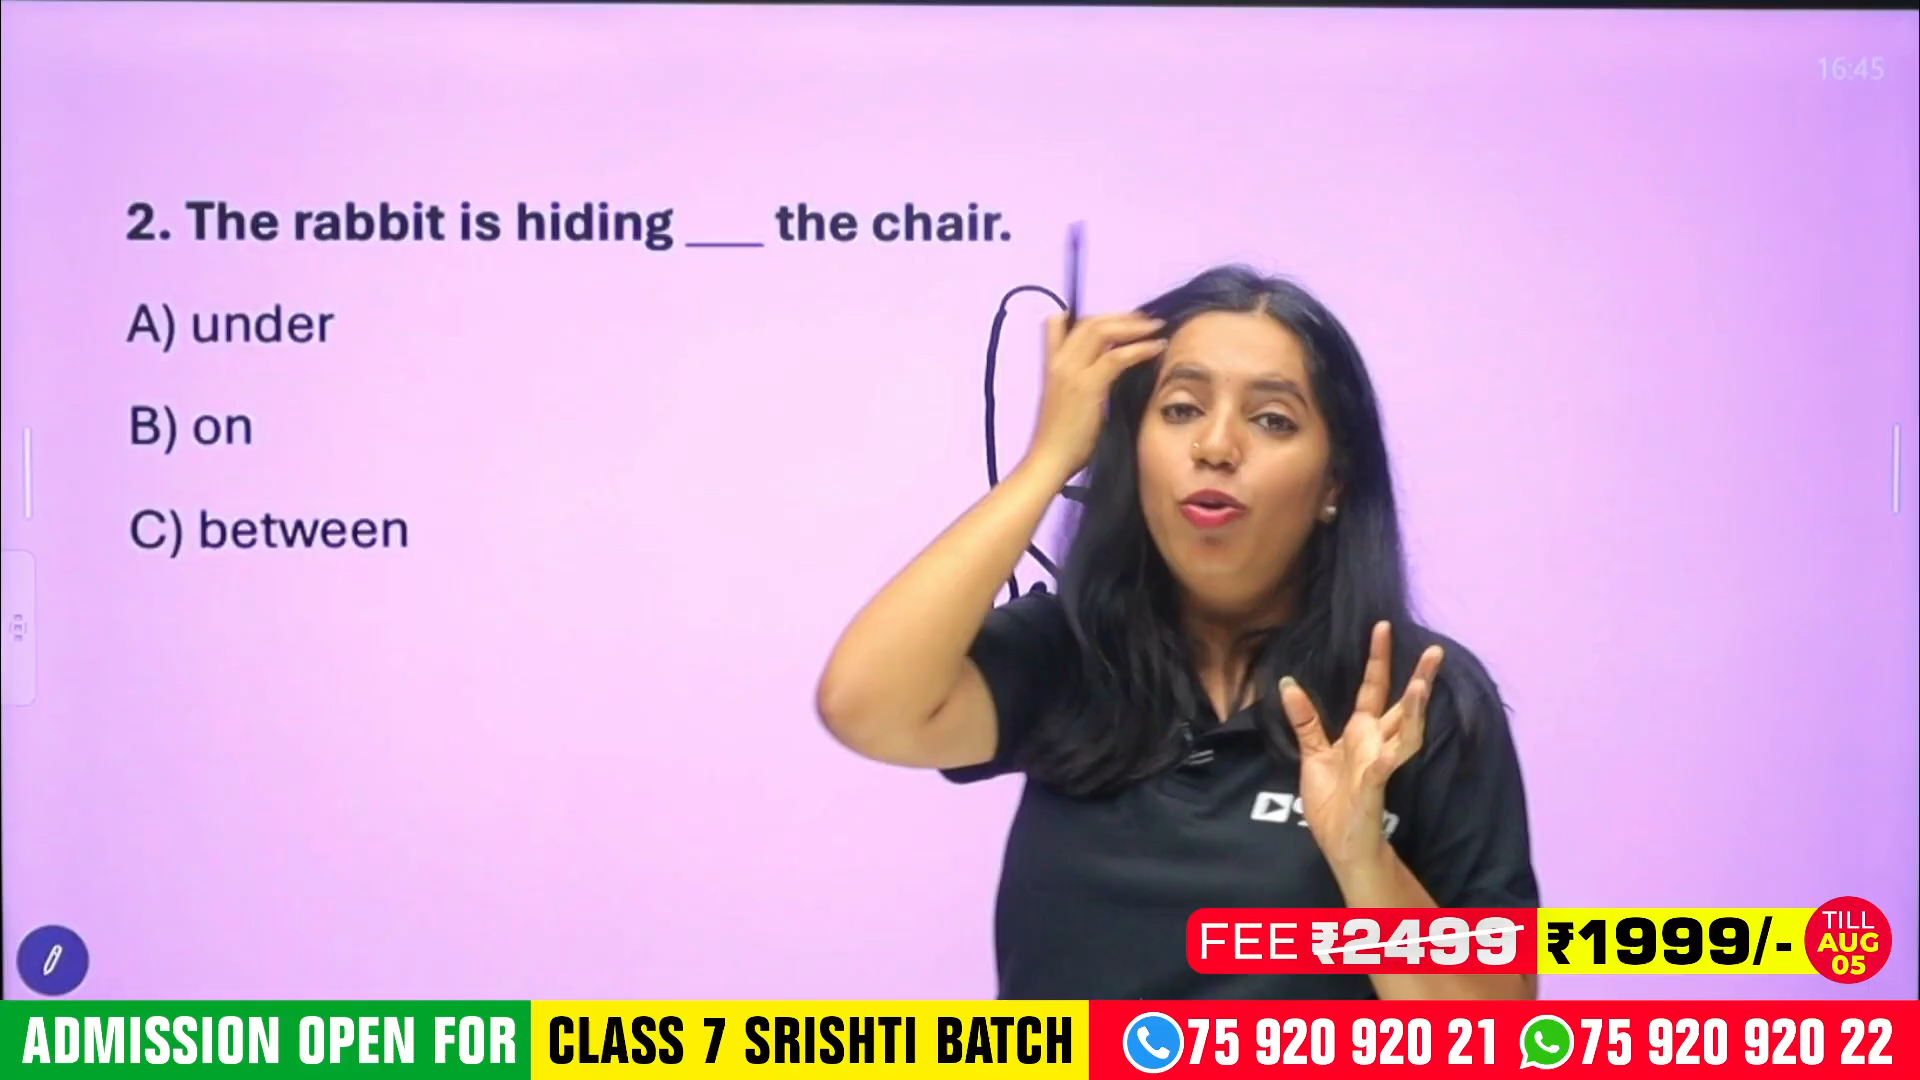 16:45
2. The rabbit is hiding ___ the chair.
A) under
B) on
C) between
FEE ₹2499 ₹1999/- TILL AUG 05
ADMISSION OPEN FOR CLASS 7 SRISHTI BATCH 75 920 920 21 75 920 920 22